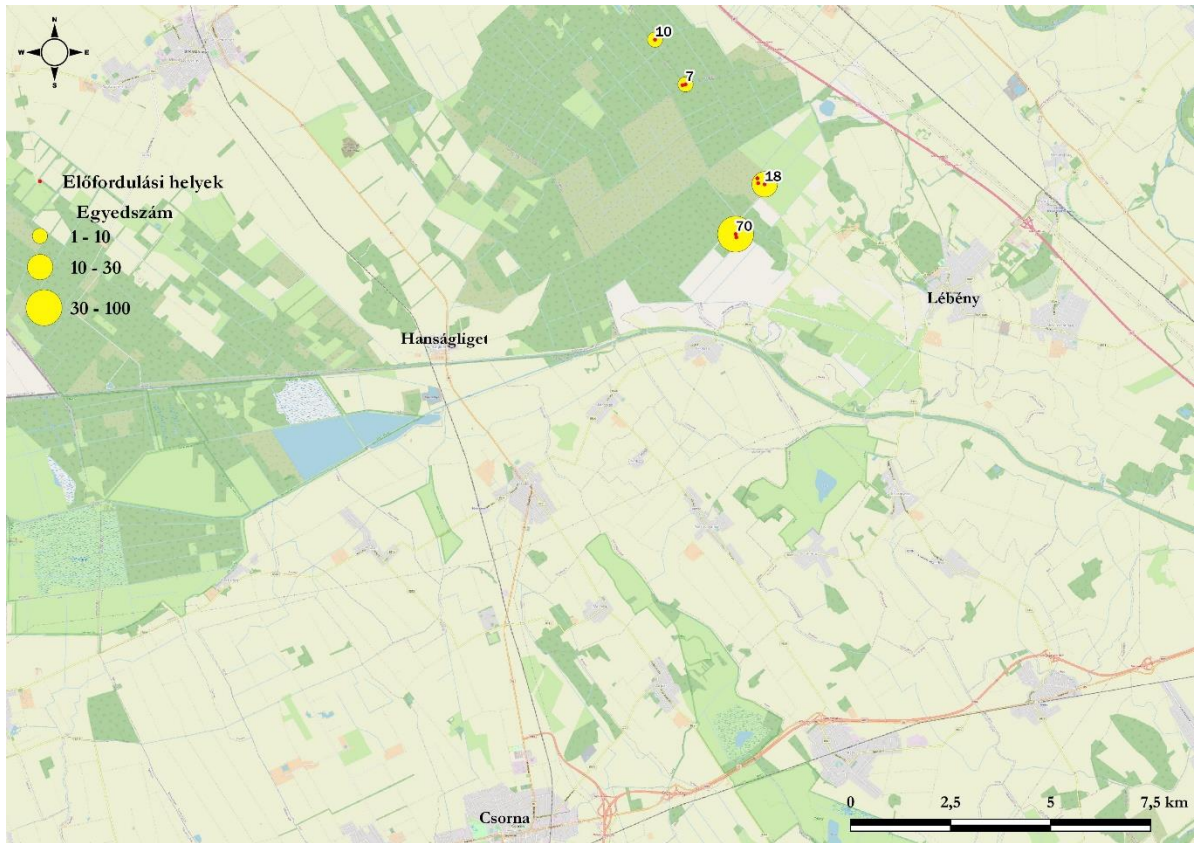 N
W E
S
10
7
18
70
Előfordulási helyek
Egyedszám
1 - 10
10 - 30
30 - 100
Lébény
Hanságliget
Csorna
0 2,5 5 7,5 km